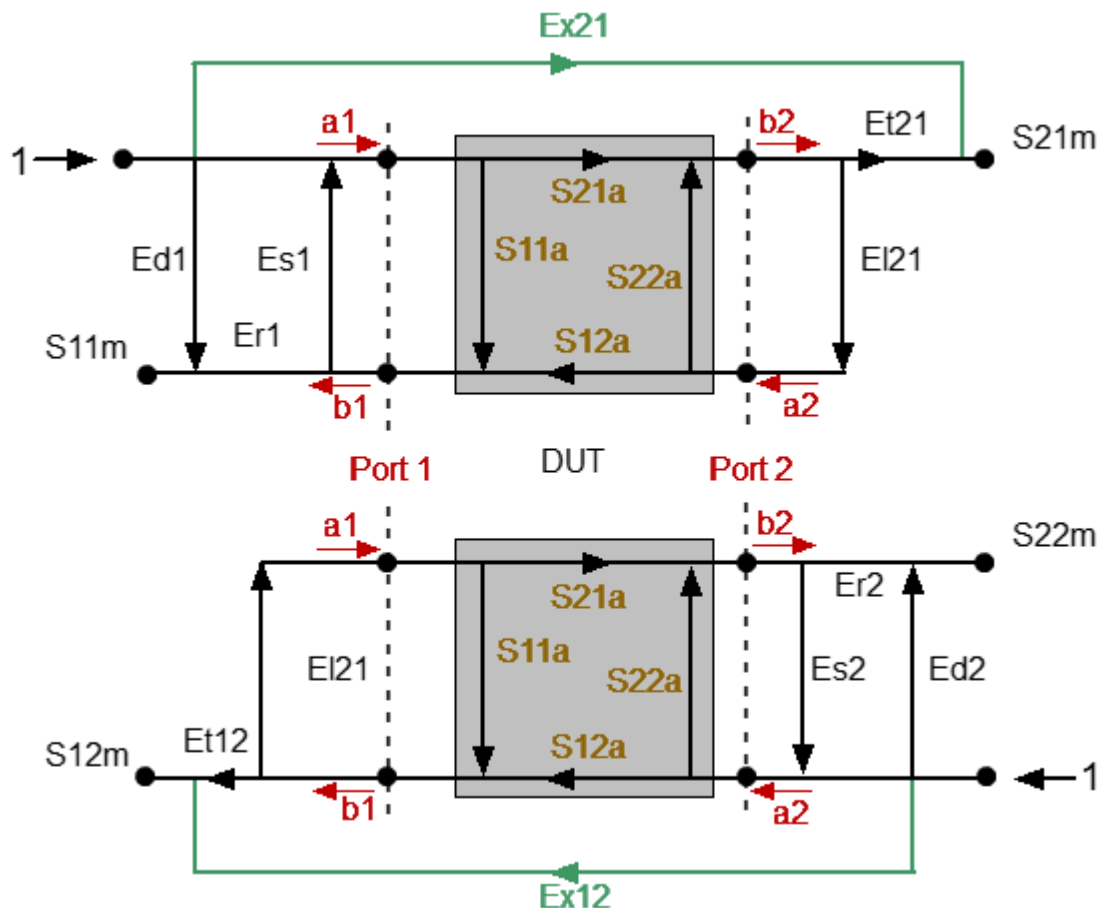 Ex21
a1
b2
Et21
S21m
1
S21a
Ed1
Es1
S11a
S22a
El21
Er1
S12a
S11m
b1
a2
Port 1
DUT
Port 2
a1
b2
S22m
S21a
Er2
S11a
El21
S22a
Es2
Ed2
S12a
Et12
S12m
b1
a2
1
Ex12